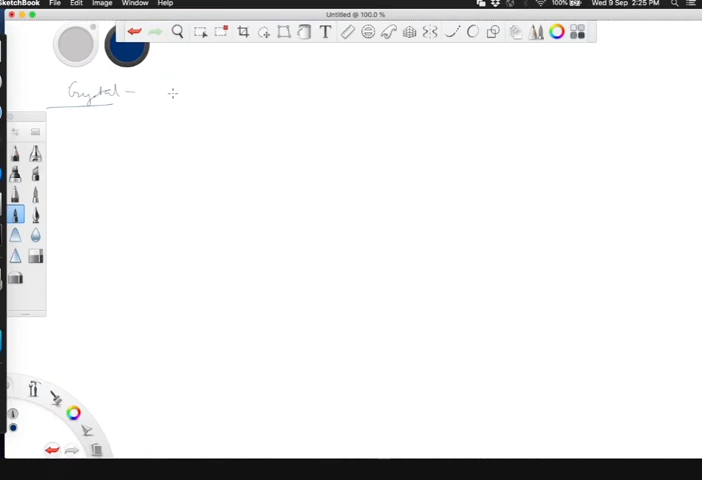 SketchBook File Edit Image Window Help 100% Wed 9 Sep 2:25 PM
Untitled @ 100.0 %
T
Crystal -